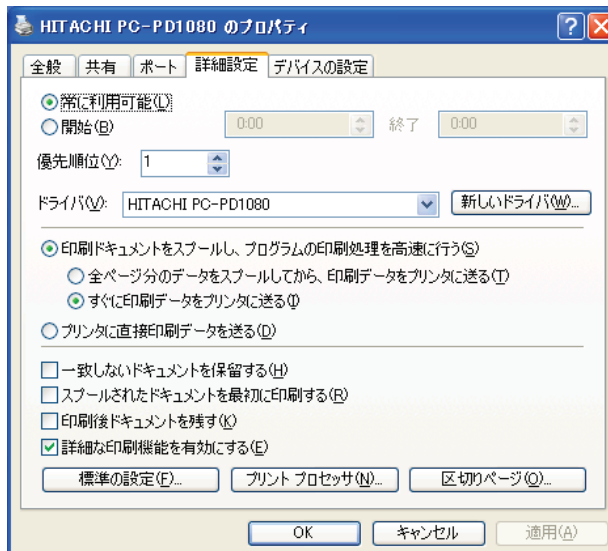 HITACHI PC-PD1080 のプロパティ
全般 共有 ポート 詳細設定 デバイスの設定
常に利用可能(L)
開始(B) 0:00 終了 0:00
優先順位(Y): 1
ドライバ(V): HITACHI PC-PD1080 新しいドライバ(W)...
印刷ドキュメントをスプールし、プログラムの印刷処理を高速に行う(S)
全ページ分のデータをスプールしてから、印刷データをプリンタに送る(T)
すぐに印刷データをプリンタに送る(I)
プリンタに直接印刷データを送る(D)
一致しないドキュメントを保留する(H)
スプールされたドキュメントを最初に印刷する(R)
印刷後ドキュメントを残す(K)
詳細な印刷機能を有効にする(E)
標準の設定(F)... プリント プロセッサ(N)... 区切りページ(O)...
OK キャンセル 適用(A)